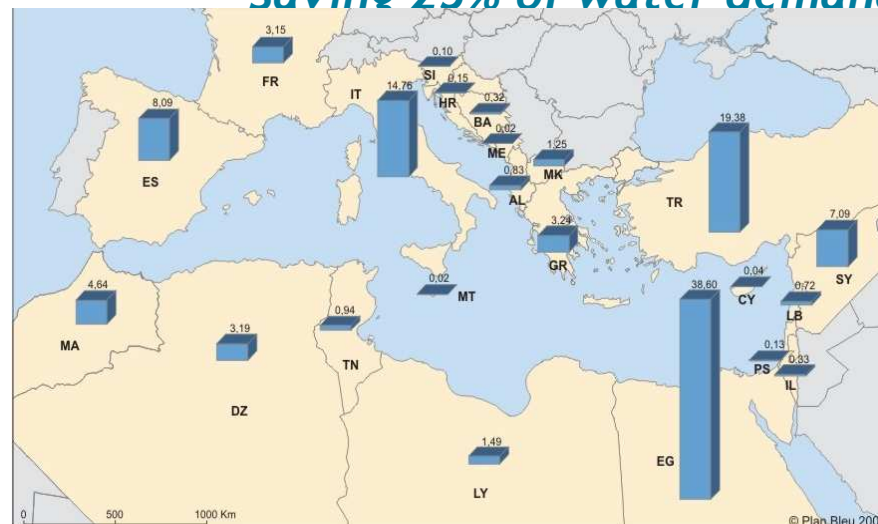 Saving 25% of water demand
3,15
FR
0,10
SI
14,76
IT
0,15
HR
0,32
BA
0,02
ME
8,09
ES
1,25
MK
0,83
AL
19,38
TR
3,24
GR
7,09
SY
0,02
MT
4,64
MA
0,94
TN
3,19
DZ
38,60
EG
0,04
CY
0,72
LB
0,13
PS
0,33
IL
1,49
LY
0 500 1000 Km
© Plan Bleu 200